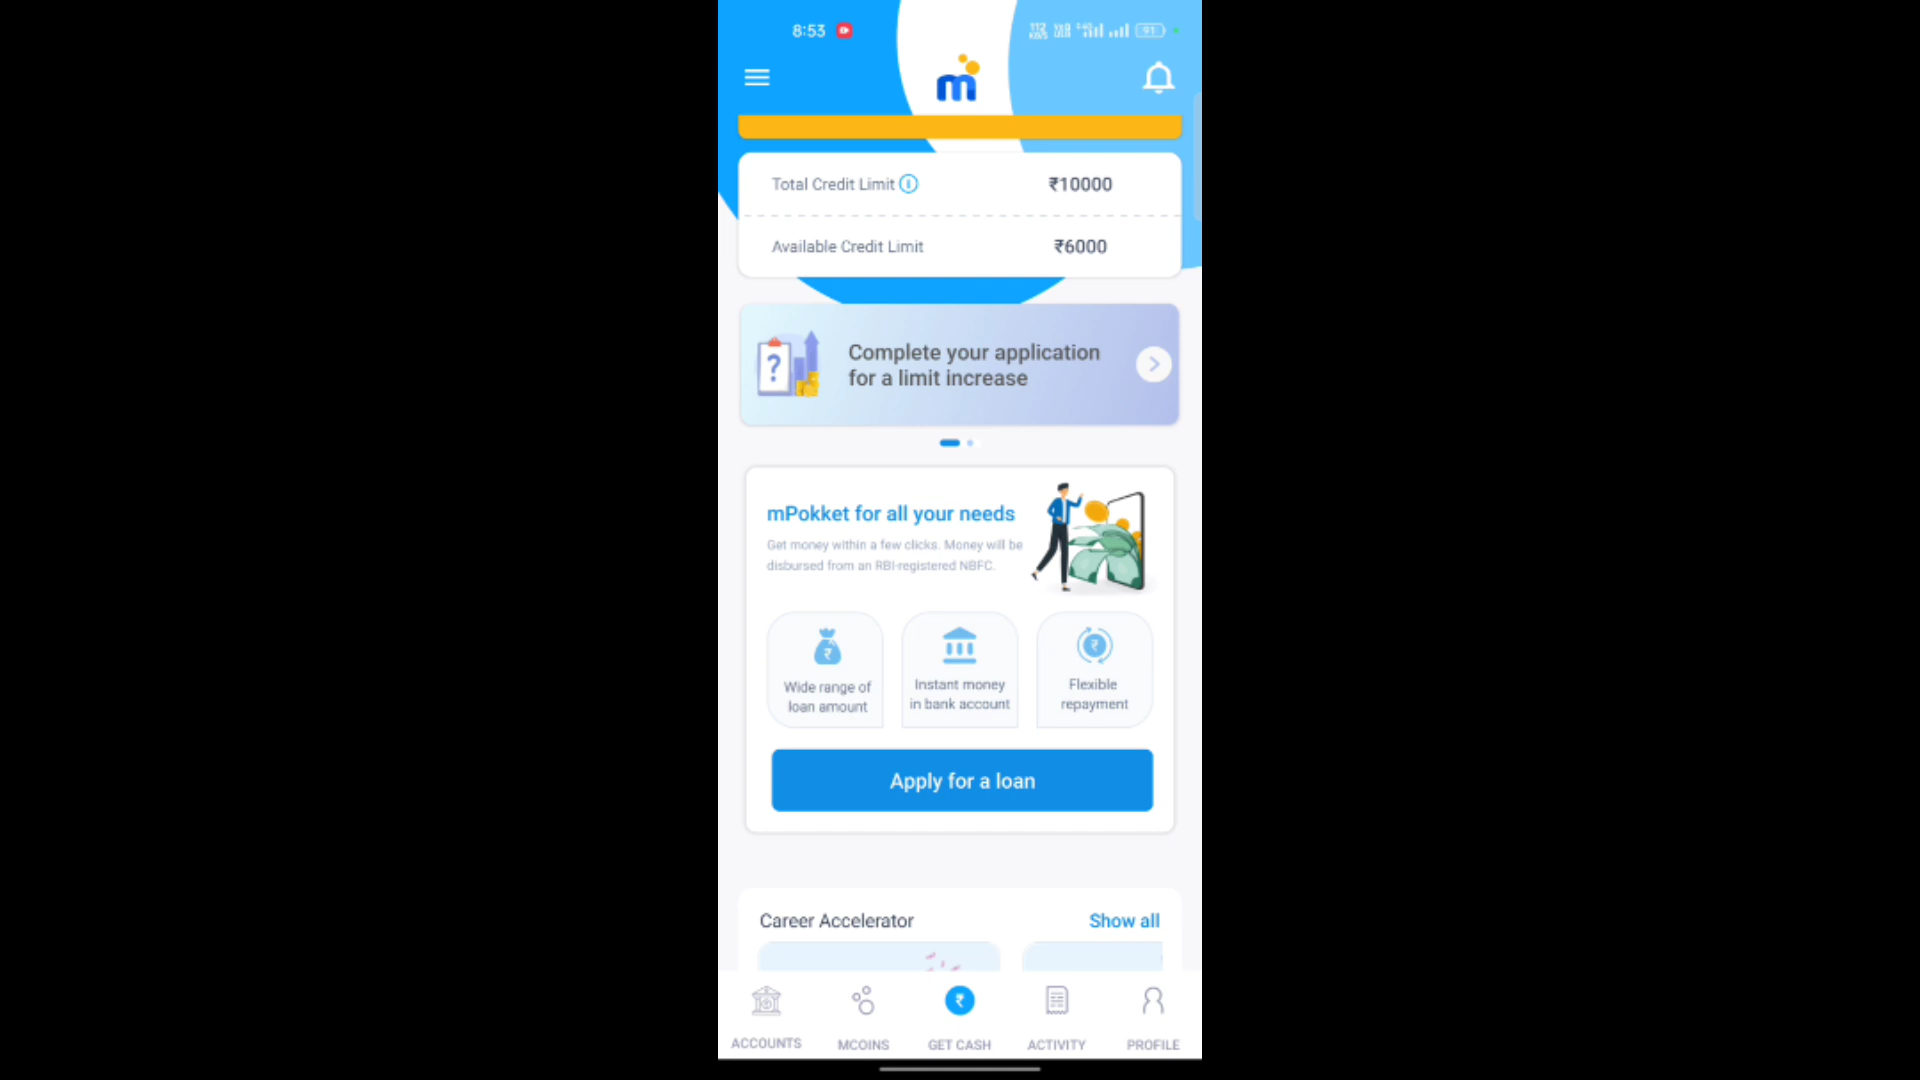 8:53
91
m
Total Credit Limit
₹10000
Available Credit Limit
₹6000
Complete your application
for a limit increase
mPokket for all your needs
Get money within a few clicks. Money will be
disbursed from an RBI-registered NBFC.
Wide range of
loan amount
Instant money
in bank account
Flexible
repayment
Apply for a loan
Career Accelerator
Show all
ACCOUNTS
MCOINS
GET CASH
ACTIVITY
PROFILE